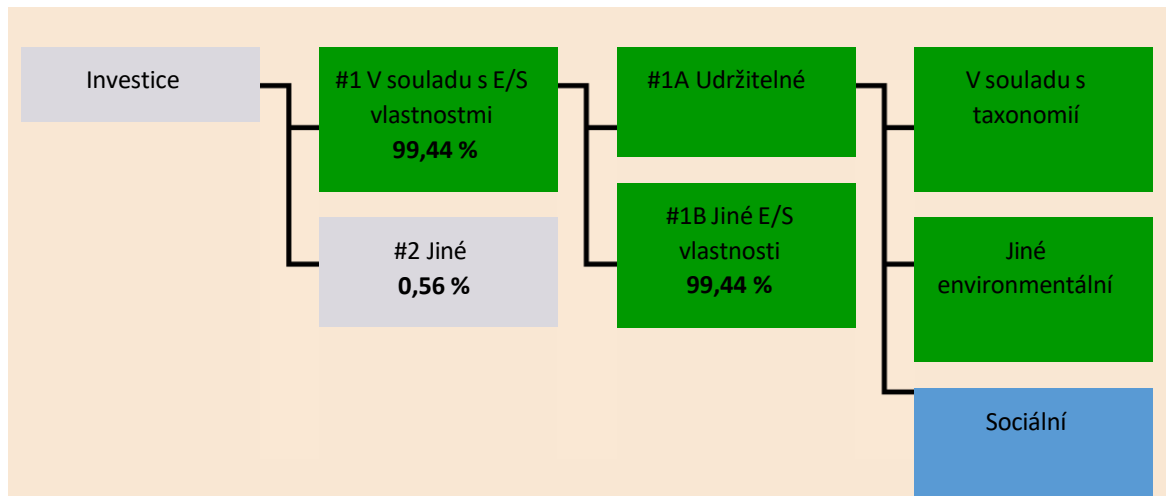 Investice
#1 V souladu s E/S
vlastnostmi
99,44 %
#2 Jiné
0,56 %
#1A Udržitelné
#1B Jiné E/S
vlastnosti
99,44 %
V souladu s
taxonomií
Jiné
environmentální
Sociální